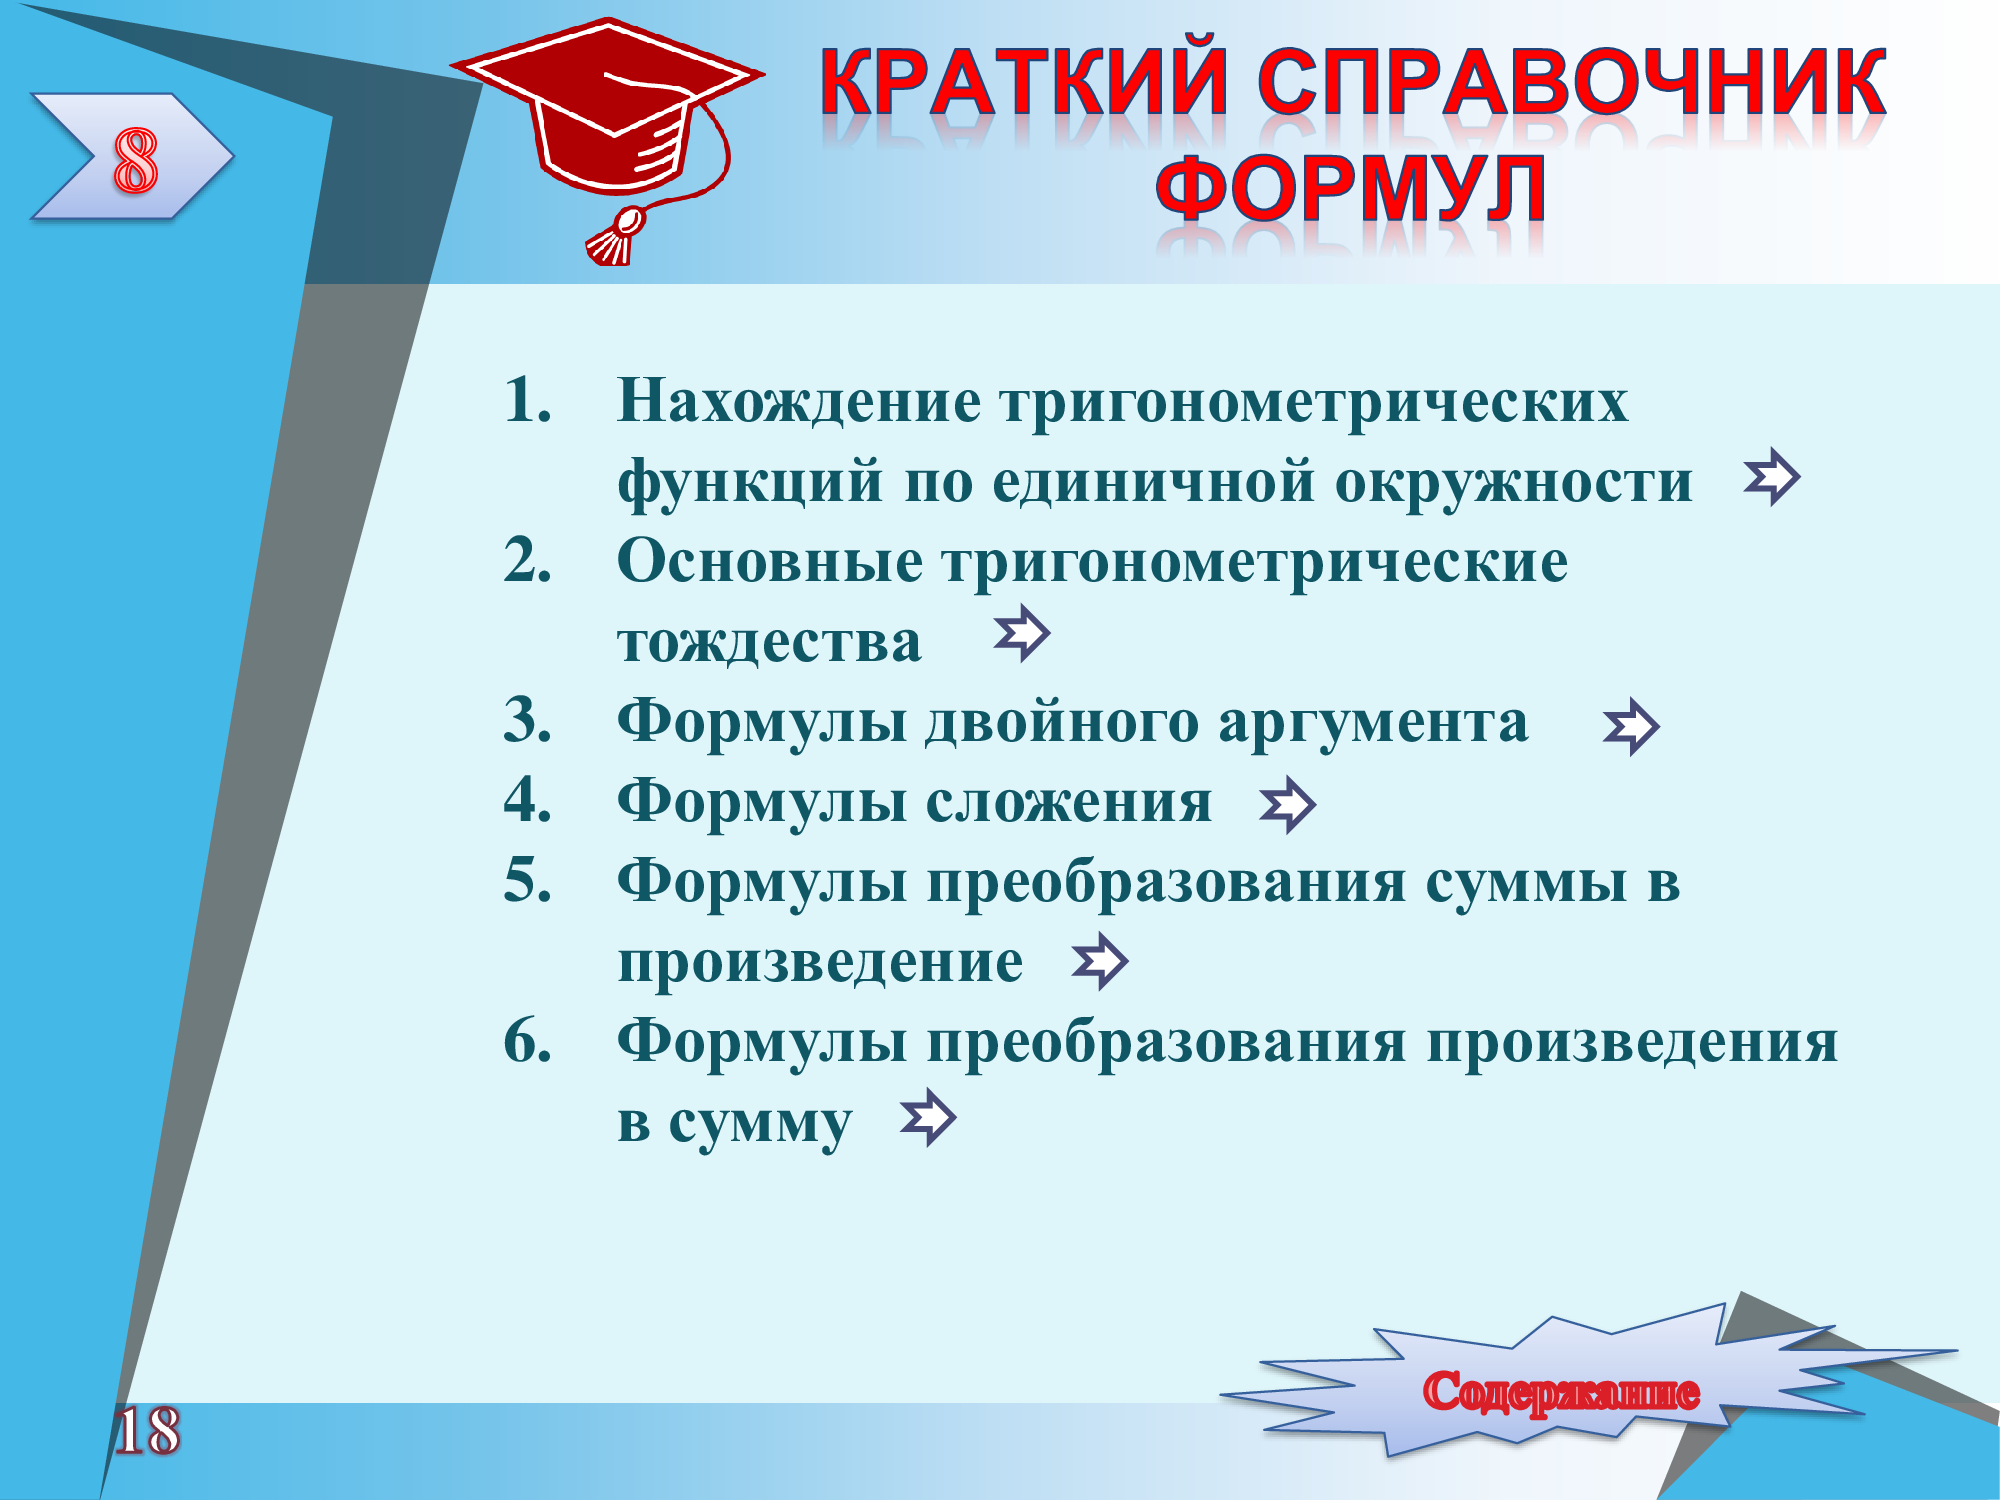 8
КРАТКИЙ СПРАВОЧНИК
ФОРМУЛ
1. Нахождение тригонометрических
функций по единичной окружности
2. Основные тригонометрические
тождества
3. Формулы двойного аргумента
4. Формулы сложения
5. Формулы преобразования суммы в
произведение
6. Формулы преобразования произведения
в сумму
Содержание
18